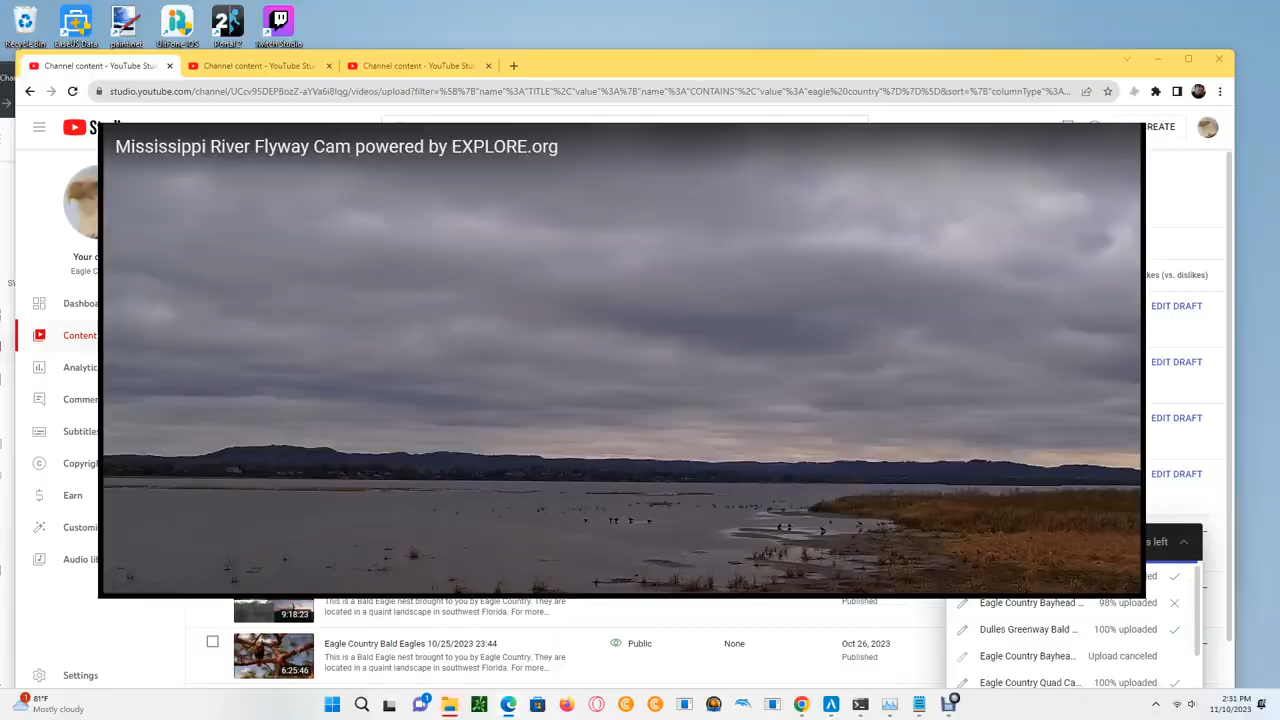 Recycle Bin
EaseUS Data
paint.net
UltFone iOS
Portal 2
Twitch Studio
Channel content - YouTube Stu
Channel content - YouTube Stu
Channel content - YouTube Stu
studio.youtube.com/channel/UCcv95DEPBozZ-aYVa6i8Iqg/videos/upload?filter=%5B%7B"name"%3A"TITLE"%2C"value"%3A%7B"name"%3A"CONTAINS"%2C"value"%3A"eagle%20country"%7D%7D%5D&sort=%7B"columnType"%3A...
CREATE
Mississippi River Flyway Cam powered by EXPLORE.org
Your
Eagle C
kes (vs. dislikes)
Dashboa
EDIT DRAFT
Content
Analytic
EDIT DRAFT
Commer
EDIT DRAFT
Subtitles
Copyrig
EDIT DRAFT
Earn
Customi
s left
Audio lib
9:18:23
This is a Bald Eagle nest brought to you by Eagle Country. They are
located in a quaint landscape in southwest Florida. For more...
Published
Eagle Country Bayhead ...
98% uploaded
Dulles Greenway Bald ...
100% uploaded
Eagle Country Bald Eagles 10/25/2023 23:44
Public
None
Oct 26, 2023
6:25:46
This is a Bald Eagle nest brought to you by Eagle Country. They are
located in a quaint landscape in southwest Florida. For more...
Published
Eagle Country Bayhea...
Upload canceled
Settings
Eagle Country Quad Ca...
100% uploaded
81°F
Mostly cloudy
2:31 PM
11/10/2023